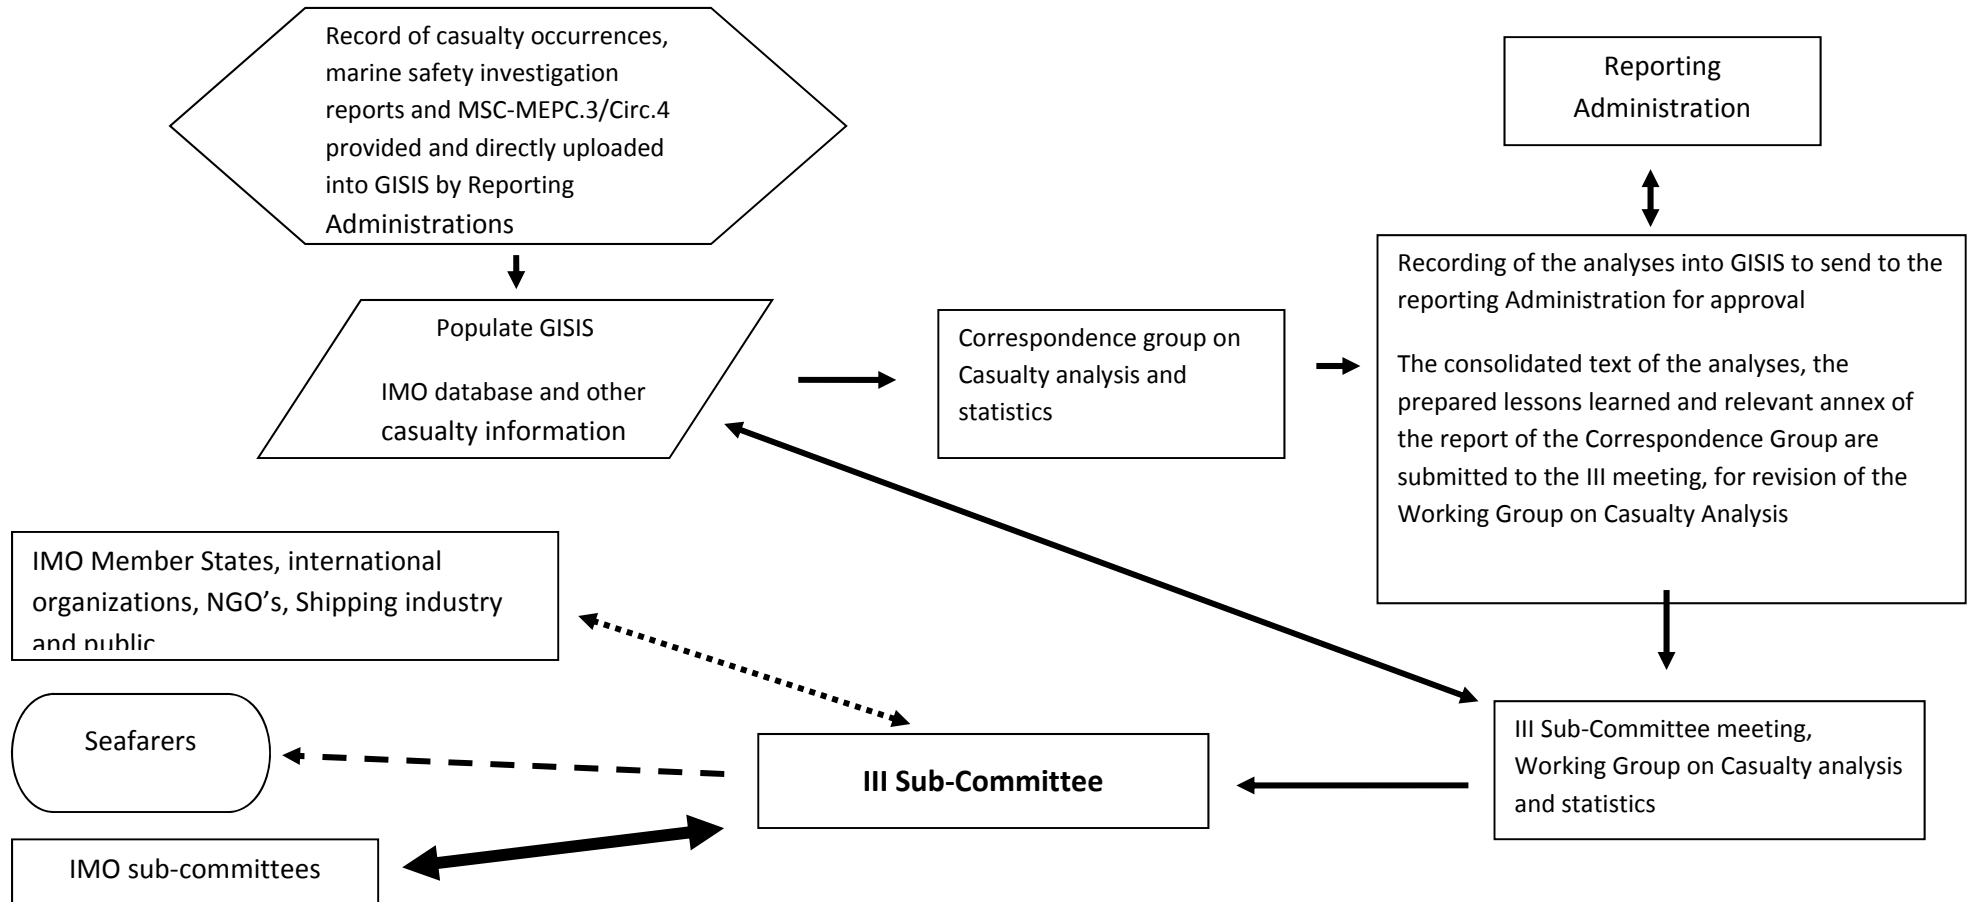 Record of casualty occurrences,
marine safety investigation
reports and MSC-MEPC.3/Circ.4
provided and directly uploaded
into GISIS by Reporting
Administrations
Reporting
Administration
Populate GISIS
IMO database and other
casualty information
Correspondence group on
Casualty analysis and
statistics
Recording of the analyses into GISIS to send to the
reporting Administration for approval
The consolidated text of the analyses, the
prepared lessons learned and relevant annex of
the report of the Correspondence Group are
submitted to the III meeting, for revision of the
Working Group on Casualty Analysis
IMO Member States, international
organizations, NGO's, Shipping industry
and public
Seafarers
III Sub-Committee
III Sub-Committee meeting,
Working Group on Casualty analysis
and statistics
IMO sub-committees